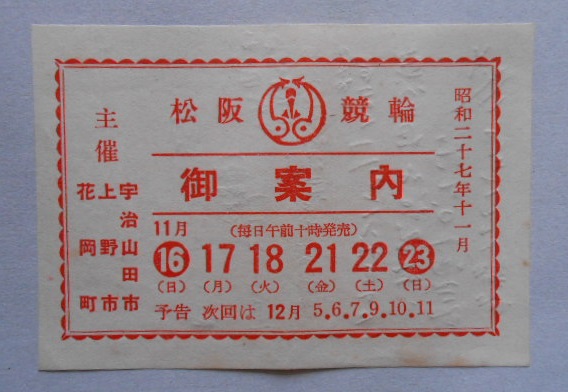 昭和二十七年十一月
松阪 競輪
御案内
11月 (毎日午前十時発売)
16 17 18 21 22 23
(日) (月) (火) (金) (土) (日)
予告 次回は 12月 5.6.7.9.10.11
主催
宇治山田市
上野市
花岡町